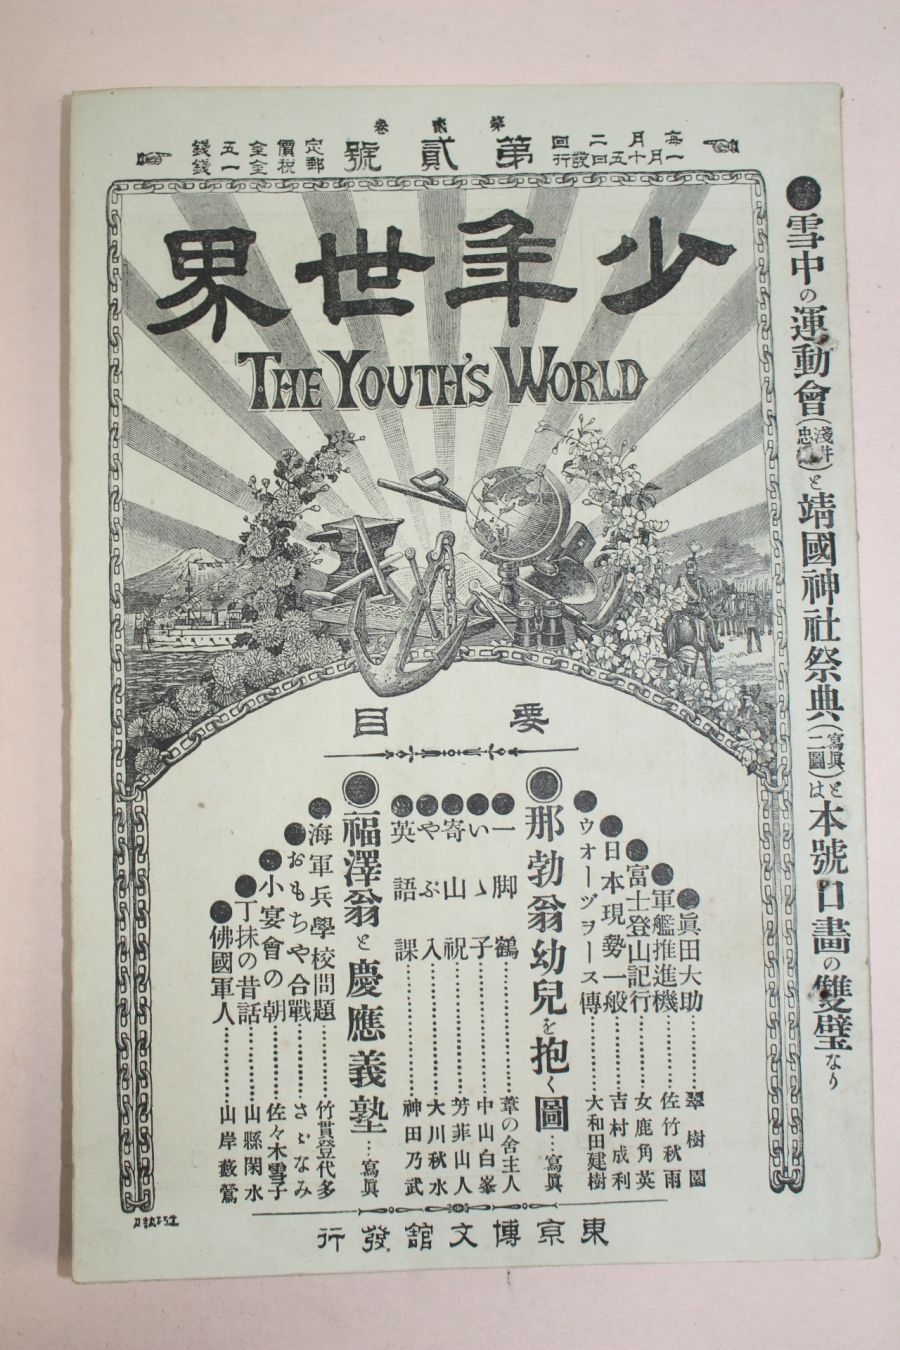 第貳卷
每月二回
一月十五日發行
第貳號
定價金五錢
郵稅金一錢
少年世界
THE YOUTH'S WORLD
●雪中の運動會(淺井忠)と靖國神社祭典(寫眞二圖)とは本號口畫の雙璧なり
要目
●眞田大助………翠樹園
●軍艦推進機………佐竹秋雨
●富士登山記行………女鹿角英
●日本現勢一般………吉村成利
●ウオーヅヲース傳………大和田建樹
◉那勃翁幼兒を抱く圖…寫眞
●一脚鶴………葦の舍主人
●いゝ子………中山白峯
●寄山祝………芳菲山人
●やぶ入………大川秋水
●英語課………神田乃武
◉福澤翁と慶應義塾…寫眞
●海軍兵學校問題………竹貫登代多
●おもちや合戰………さゞなみ
●小宴會の朝………佐々木雪子
●丁抹の昔話………山縣閑水
●佛國軍人………山岸藪鶯
東京博文館發行